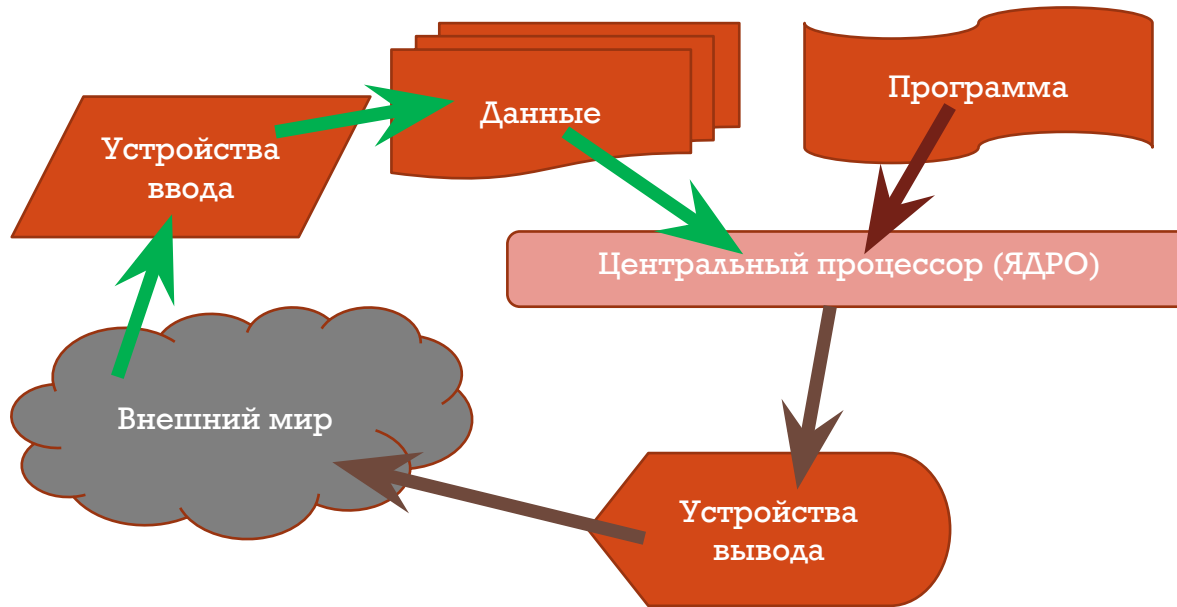 Устройства
ввода
Данные
Программа
Центральный процессор (ЯДРО)
Внешний мир
Устройства
вывода